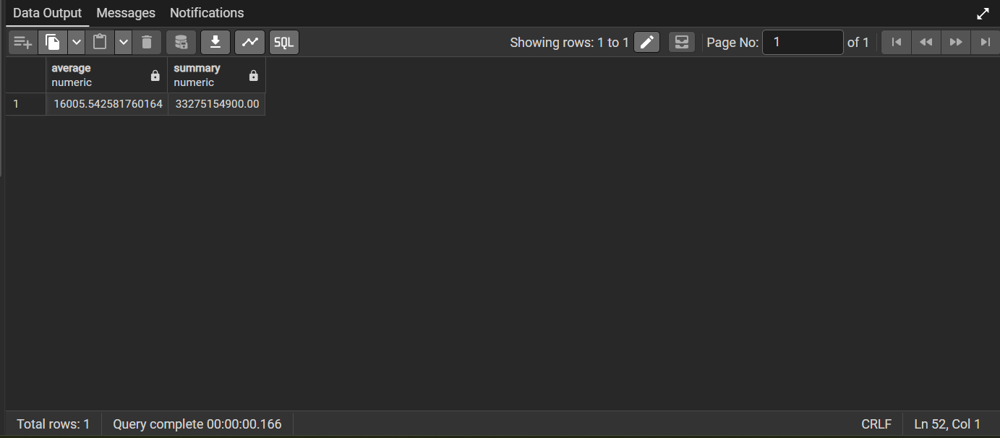 Data Output Messages Notifications
SQL Showing rows: 1 to 1 Page No: 1 of 1
average summary
numeric numeric
1 16005.542581760164 33275154900.00
Total rows: 1 Query complete 00:00:00.166 CRLF Ln 52, Col 1